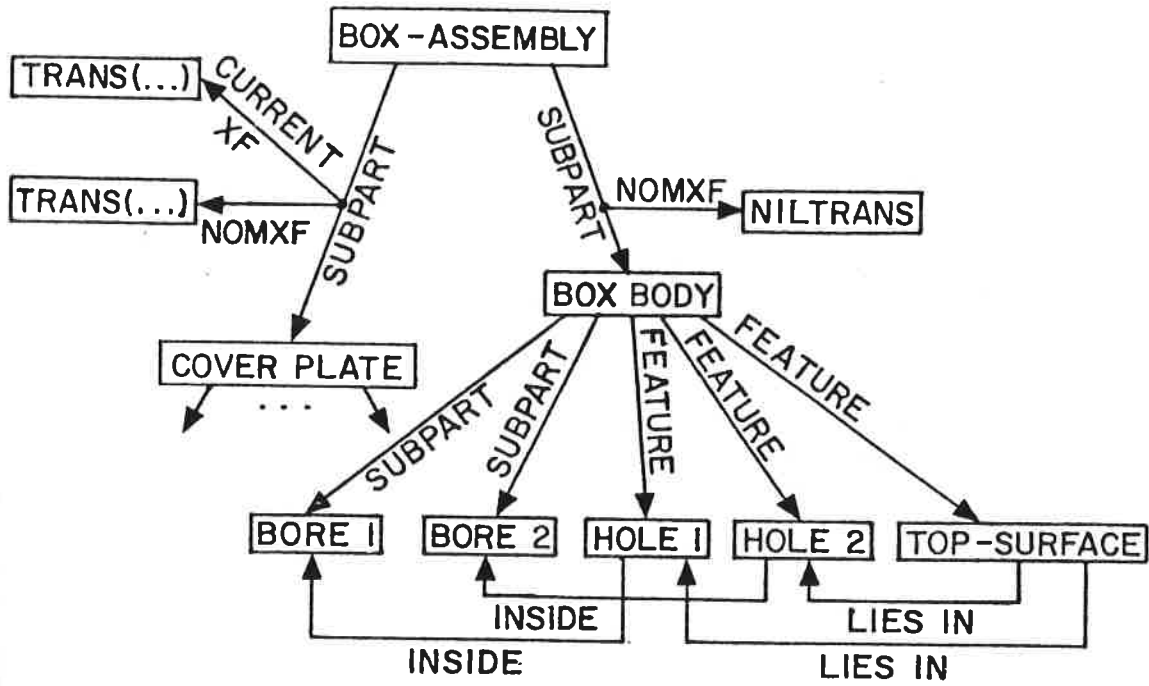 BOX-ASSEMBLY
TRANS(...)
CURRENT
XF
SUBPART
SUBPART
TRANS(...)
NOMXF
NOMXF
NILTRANS
BOX BODY
COVER PLATE
...
SUBPART
SUBPART
FEATURE
FEATURE
FEATURE
BORE 1
BORE 2
HOLE 1
HOLE 2
TOP-SURFACE
INSIDE
LIES IN
INSIDE
LIES IN